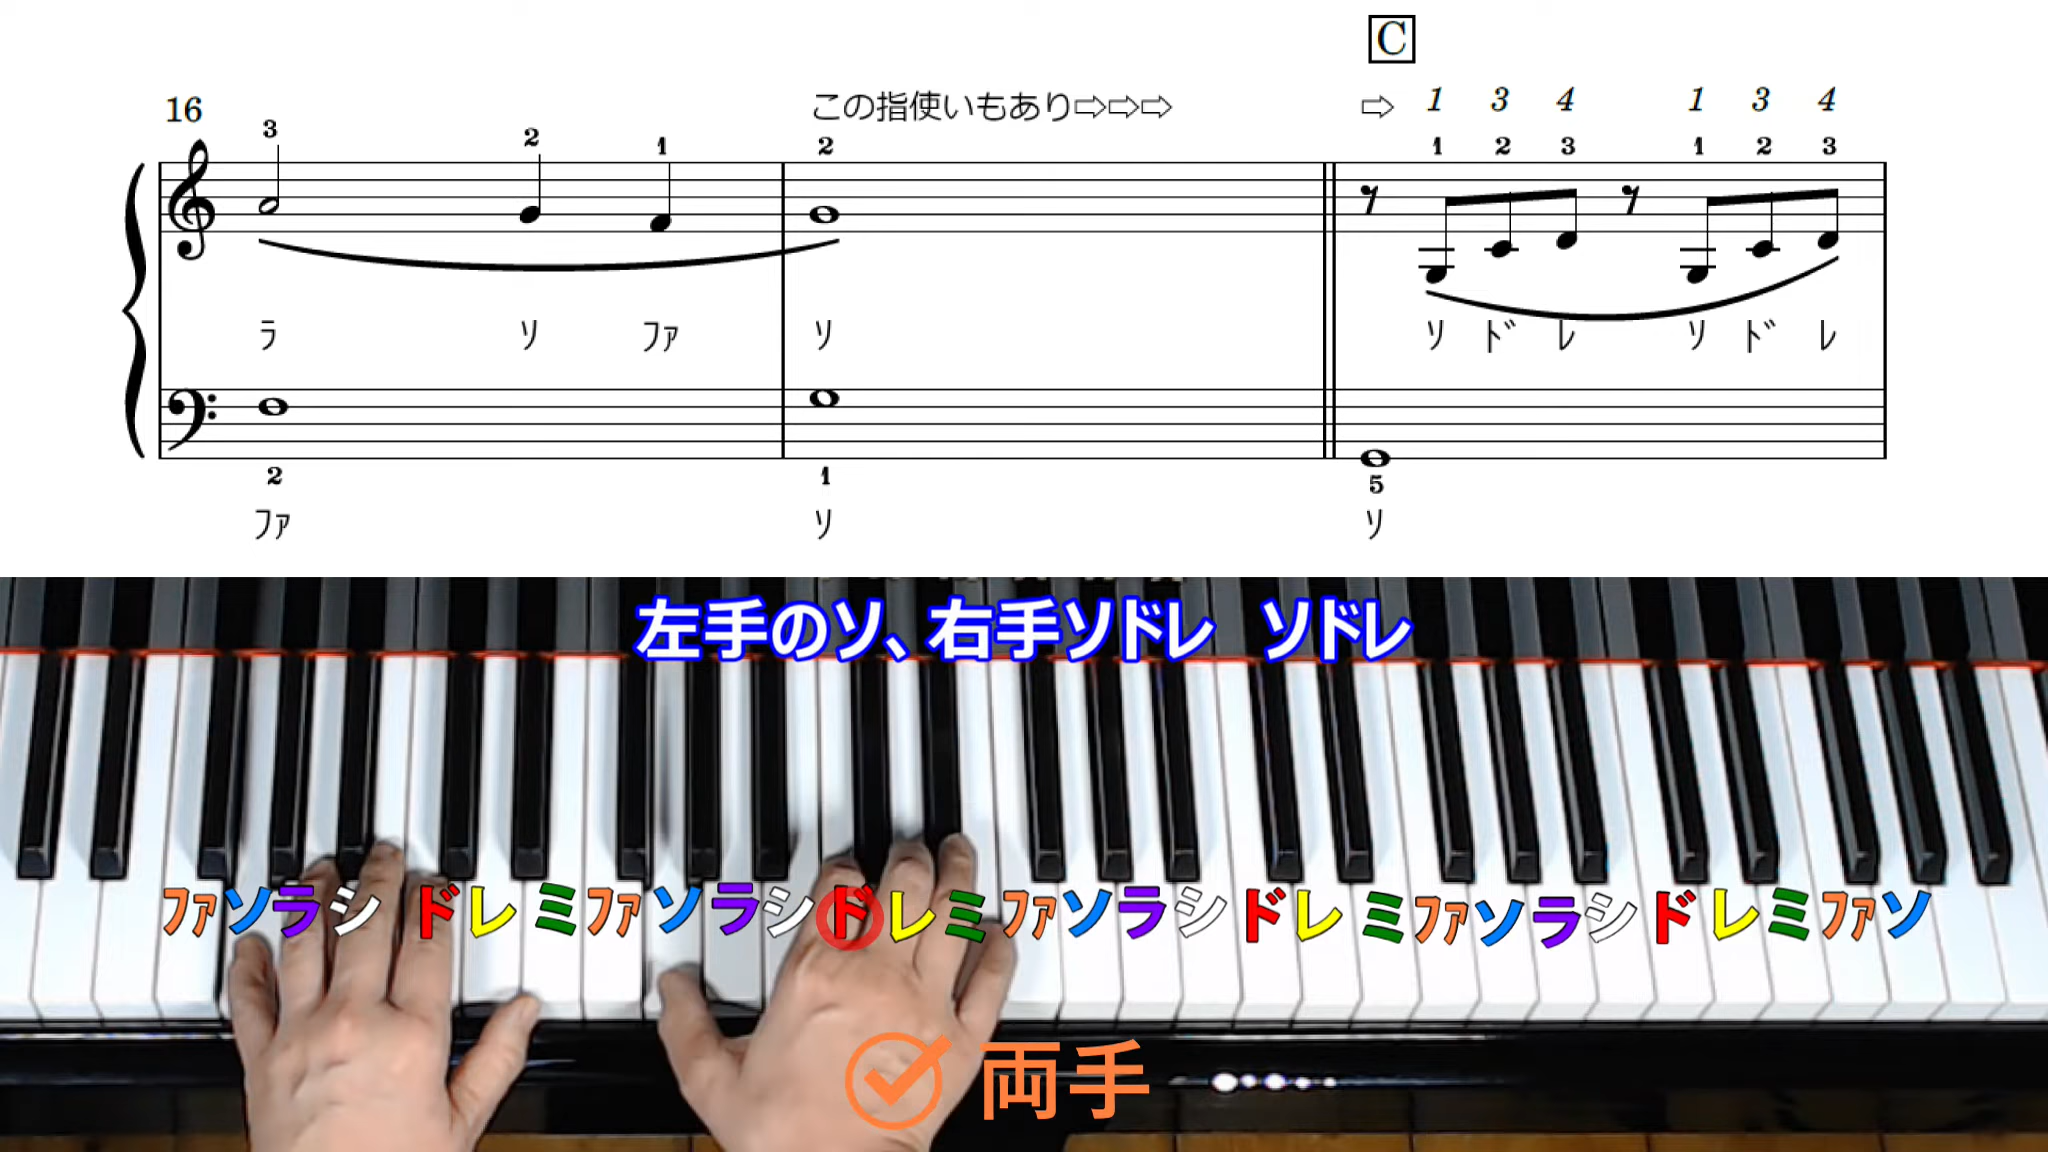 C
16
この指使いもあり⇨⇨⇨ ⇨ 1 3 4 1 3 4
3 2 1 2 1 2 3 1 2 3
ﾗ ｿ ﾌｧ ｿ ｿ ﾄﾞ ﾚ ｿ ﾄﾞ ﾚ
2 1 5
ﾌｧ ｿ ｿ
左手のソ、右手ソドレ ソドレ
ファソラシドレミファソラシドレミファソラシドレミファソラシドレミファソ
両手